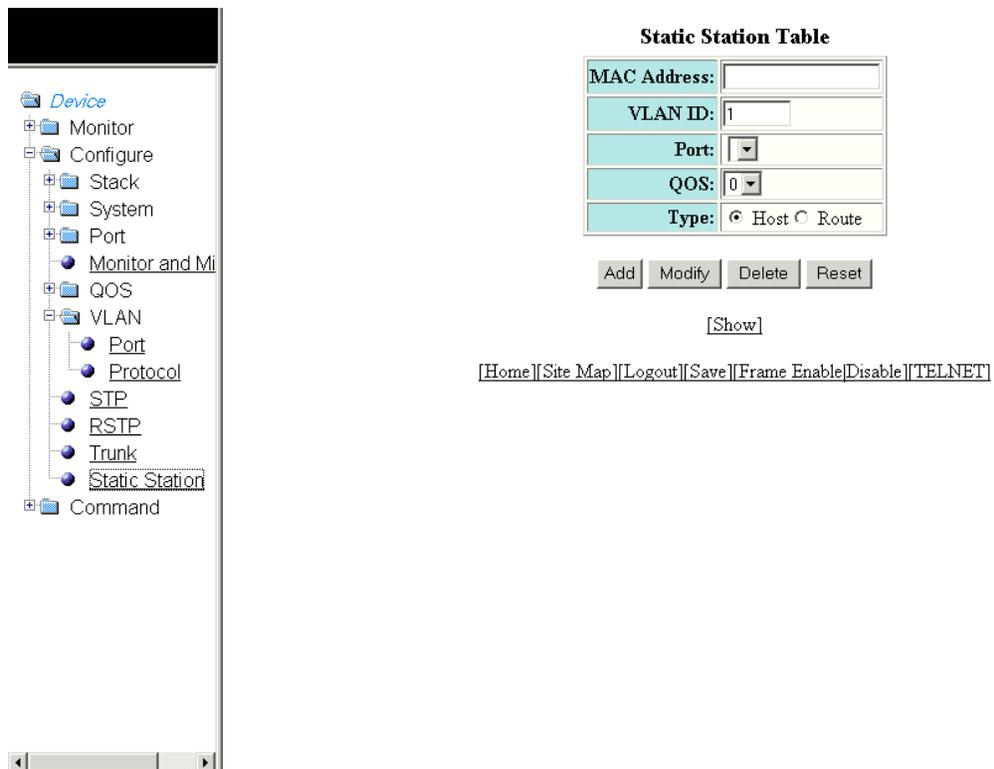 Device
Monitor
Configure
Stack
System
Port
Monitor and Mi
QOS
VLAN
Port
Protocol
STP
RSTP
Trunk
Static Station
Command
Static Station Table
MAC Address:
VLAN ID: 1
Port:
QOS: 0
Type: Host Route
Add Modify Delete Reset
[Show]
[Home][Site Map][Logout][Save][Frame Enable|Disable][TELNET]